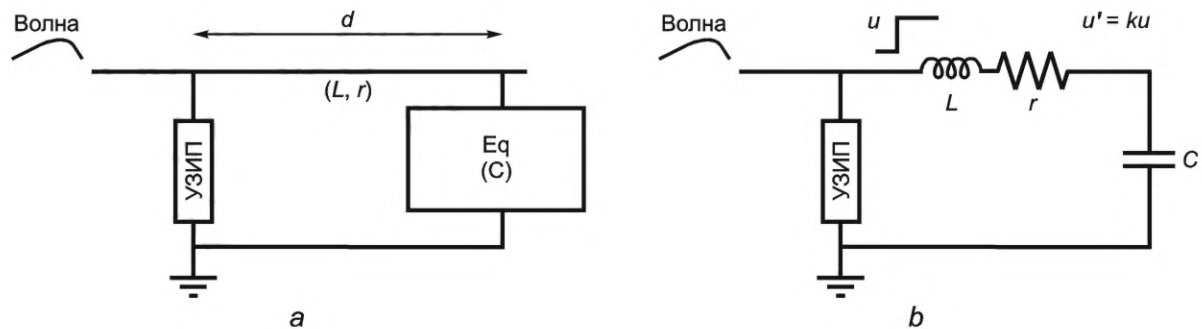 Волна
d
(L, r)
УЗИП
Eq
(C)
a
Волна
u
u' = ku
L
r
УЗИП
C
b